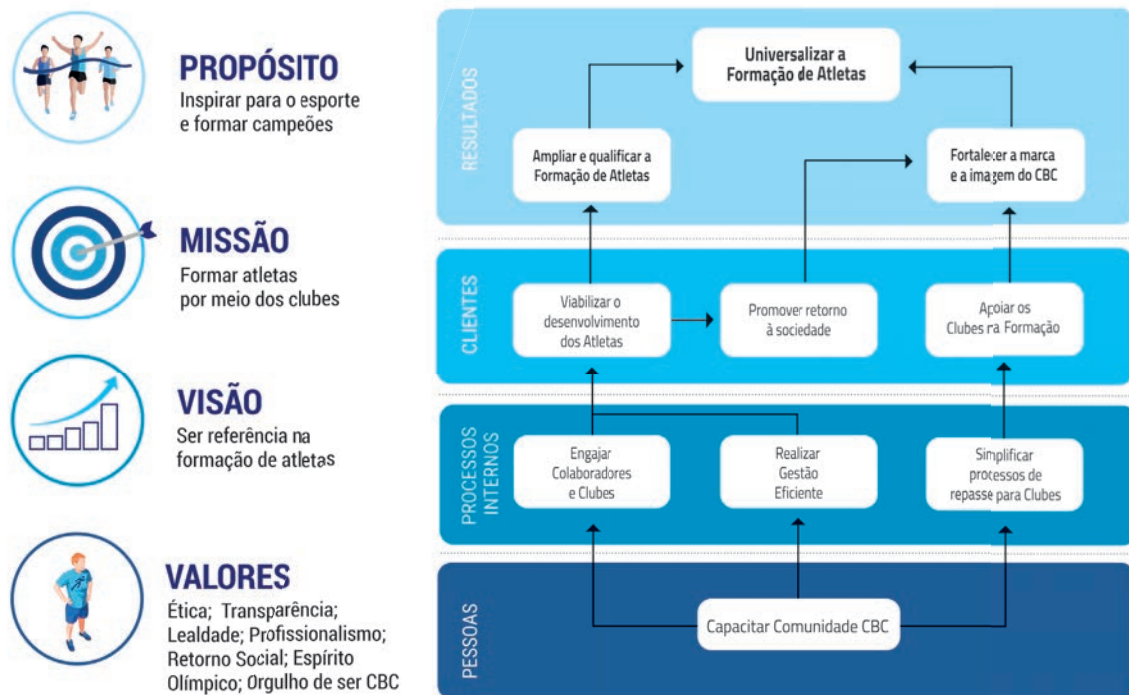 PROPÓSITO
Inspirar para o esporte
e formar campeões
MISSÃO
Formar atletas
por meio dos clubes
VISÃO
Ser referência na
formação de atletas
VALORES
Ética; Transparência;
Lealdade; Profissionalismo;
Retorno Social; Espírito
Olímpico; Orgulho de ser CBC
RESULTADOS
Universalizar a
Formação de Atletas
Ampliar e qualificar a
Formação de Atletas
Fortalecer a marca
e a imagem do CBC
CLIENTES
Viabilizar o
desenvolvimento
dos Atletas
Promover retorno
à sociedade
Apoiar os
Clubes na Formação
PROCESSOS
INTERNOS
Engajar
Colaboradores
e Clubes
Realizar
Gestão
Eficiente
Simplificar
processos de
repasse para Clubes
PESSOAS
Capacitar Comunidade CBC